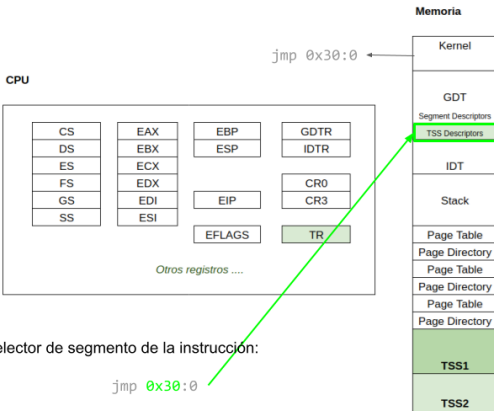 Memoria
jmp 0x30:0
Kernel
CPU
GDT
Segment Descriptors
TSS Descriptors
CS EAX EBP GDTR
DS EBX ESP IDTR
ES ECX
FS EDX CR0
GS EDI EIP CR3
SS ESI
EFLAGS TR
Otros registros ....
IDT
Stack
Page Table
Page Directory
Page Table
Page Directory
Page Table
Page Directory
TSS1
TSS2
elector de segmento de la instrucción:
jmp 0x30:0